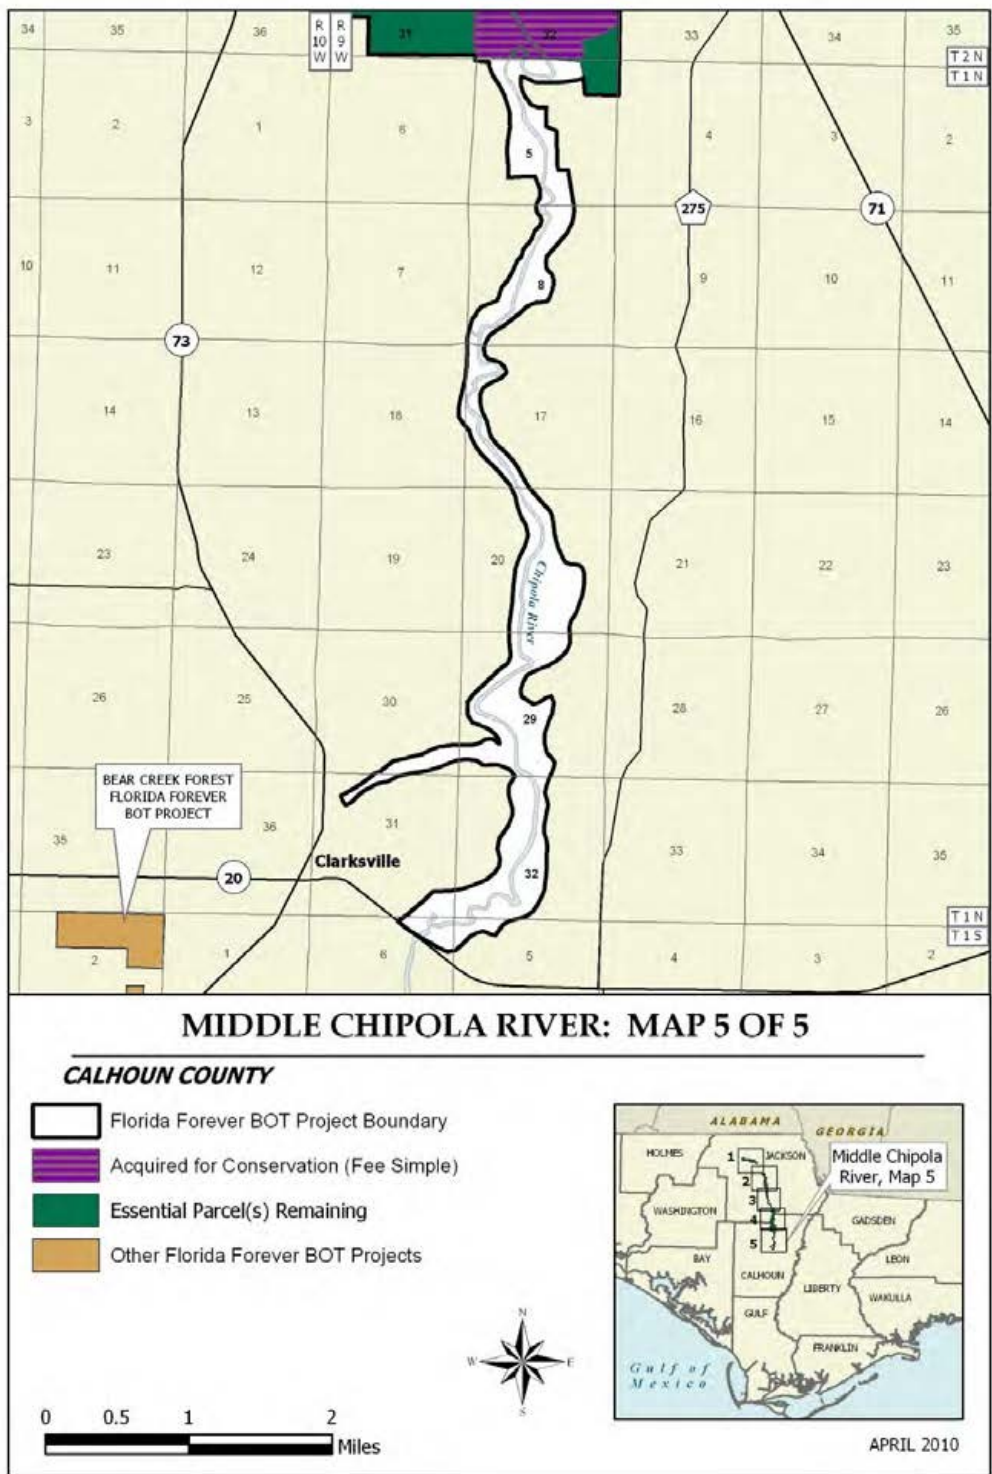 34 35 36 R 10 W R 9 W 31 32 33 34 35
T 2 N
T 1 N
3 2 1 6 5 4 3 2
275 71
10 11 12 7 8 9 10 11
73
14 13 18 17 16 15 14
23 24 19 20 21 22 23
Chipola River
26 25 30 29 28 27 26
BEAR CREEK FOREST
FLORIDA FOREVER
BOT PROJECT
35 36 31 32 33 34 35
Clarksville
20
T 1 N
T 1 S
2 1 6 5 4 3 2
MIDDLE CHIPOLA RIVER: MAP 5 OF 5
CALHOUN COUNTY
Florida Forever BOT Project Boundary
Acquired for Conservation (Fee Simple)
Essential Parcel(s) Remaining
Other Florida Forever BOT Projects
ALABAMA
GEORGIA
HOLMES
1
JACKSON
Middle Chipola
River, Map 5
2
3
WASHINGTON
4
GADSDEN
5
BAY
LEON
CALHOUN
LIBERTY
WAKULLA
GULF
FRANKLIN
Gulf of
Mexico
N
W E
S
0 0.5 1 2
Miles
APRIL 2010